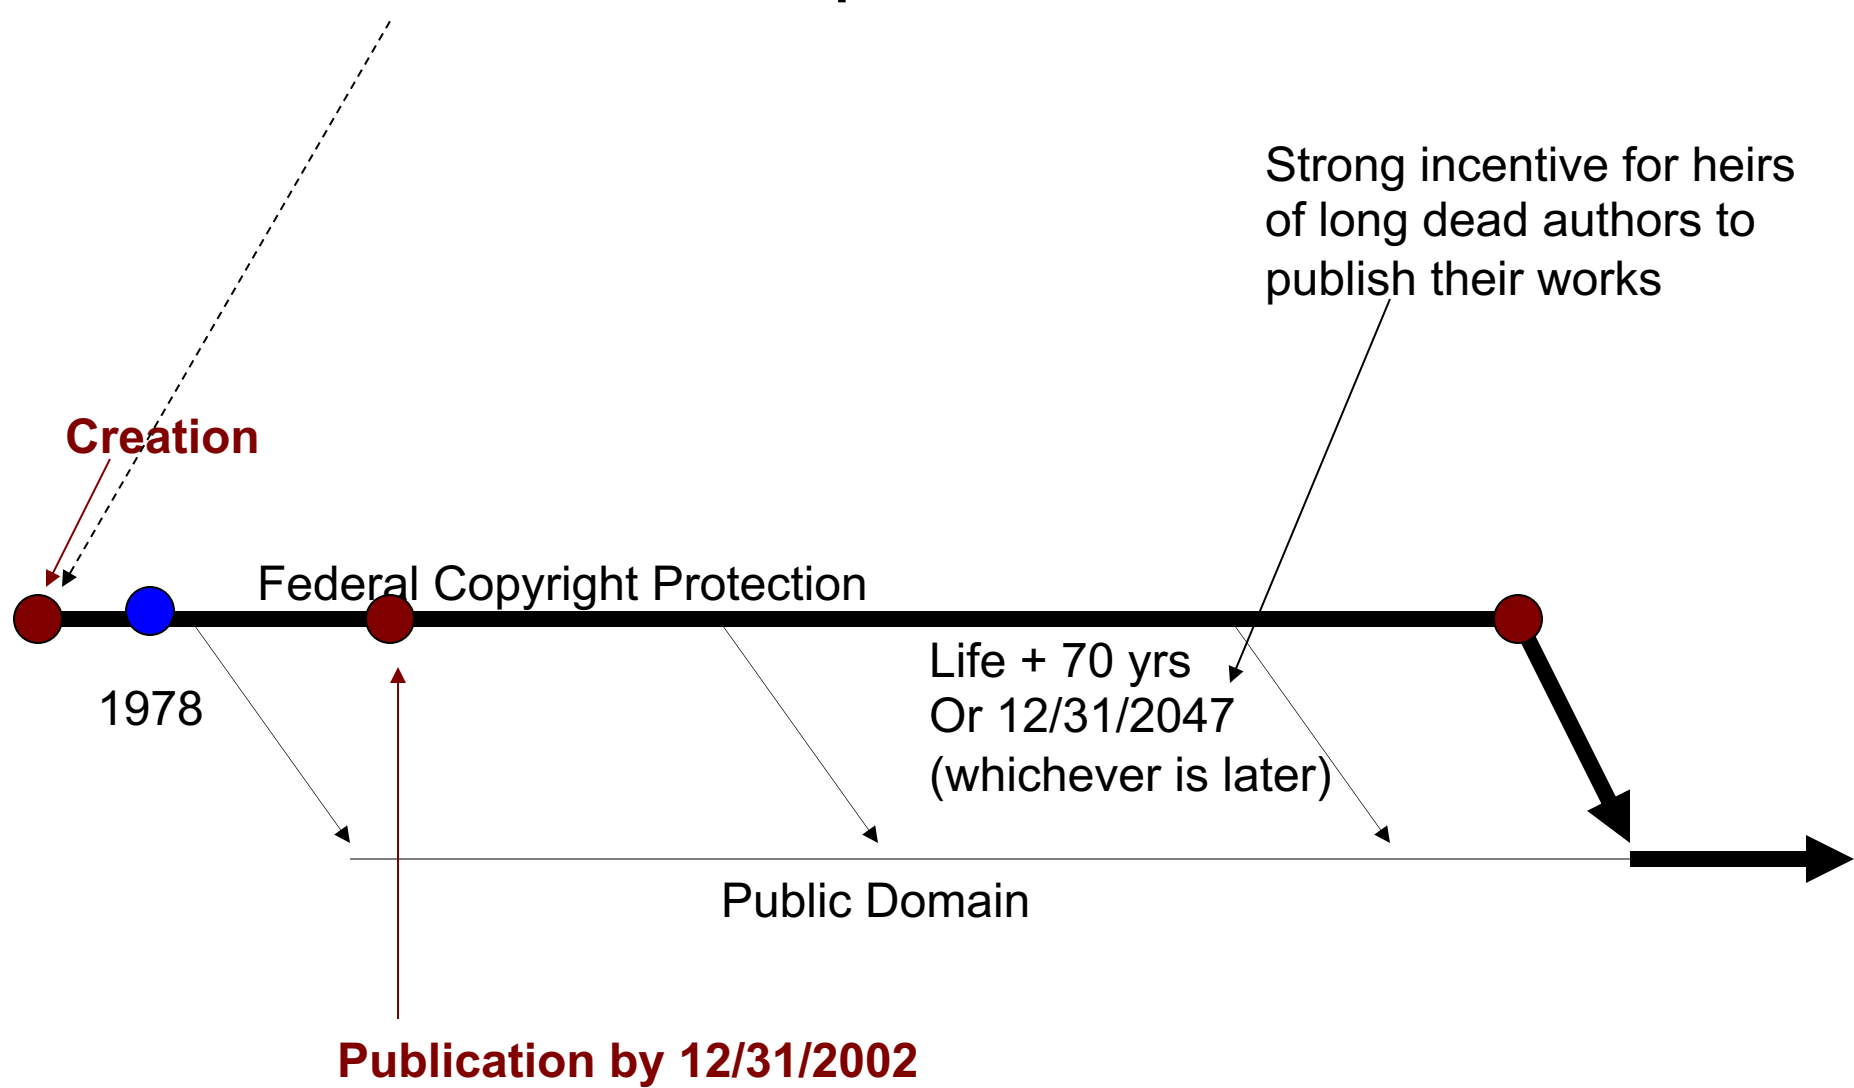 Strong incentive for heirs
of long dead authors to
publish their works
Creation
Federal Copyright Protection
Life + 70 yrs
Or 12/31/2047
(whichever is later)
1978
Public Domain
Publication by 12/31/2002